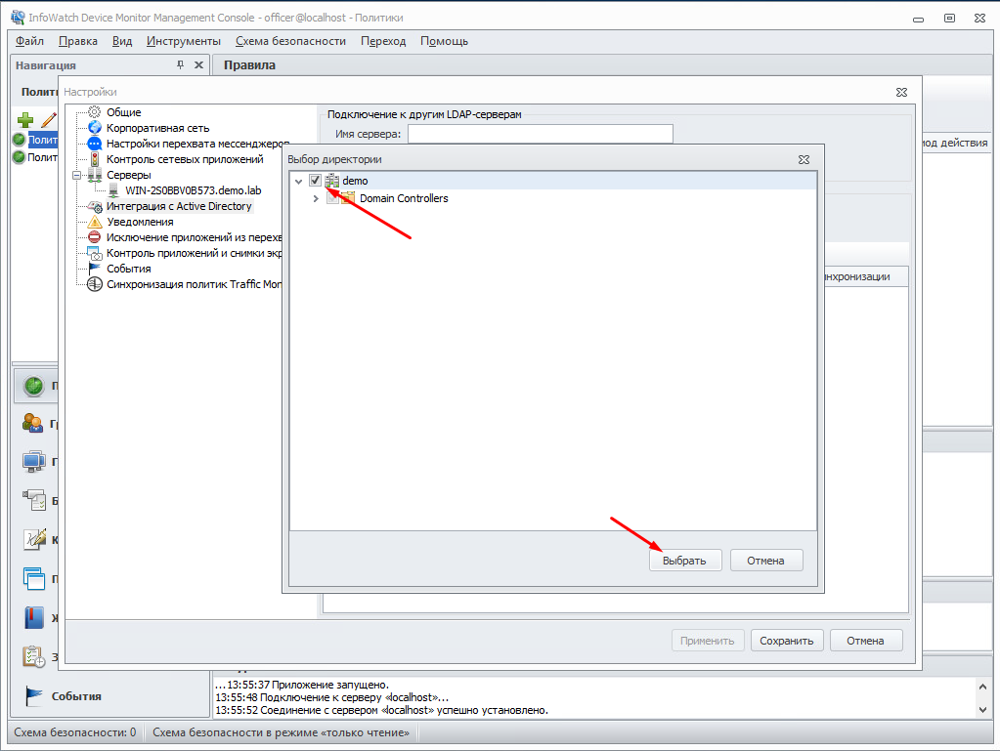 InfoWatch Device Monitor Management Console - officer@localhost - Политики
Файл Правка Вид Инструменты Схема безопасности Переход Помощь
Навигация
Правила
Настройки
Общие
Корпоративная сеть
Настройки перехвата мессенджеров
Контроль сетевых приложений
Серверы
WIN-2S0BBV0B573.demo.lab
Интеграция с Active Directory
Уведомления
Исключение приложений из перехв
Контроль приложений и снимки экр
События
Синхронизация политик Traffic Mon
Подключение к другим LDAP-серверам
Имя сервера:
иод действия
инхронизации
Выбор директории
demo
Domain Controllers
Выбрать Отмена
Применить Сохранить Отмена
Полити
Полит
Полит
События
...13:55:37 Приложение запущено.
13:55:48 Подключение к серверу «localhost»...
13:55:52 Соединение с сервером «localhost» успешно установлено.
Схема безопасности: 0 Схема безопасности в режиме «только чтение»